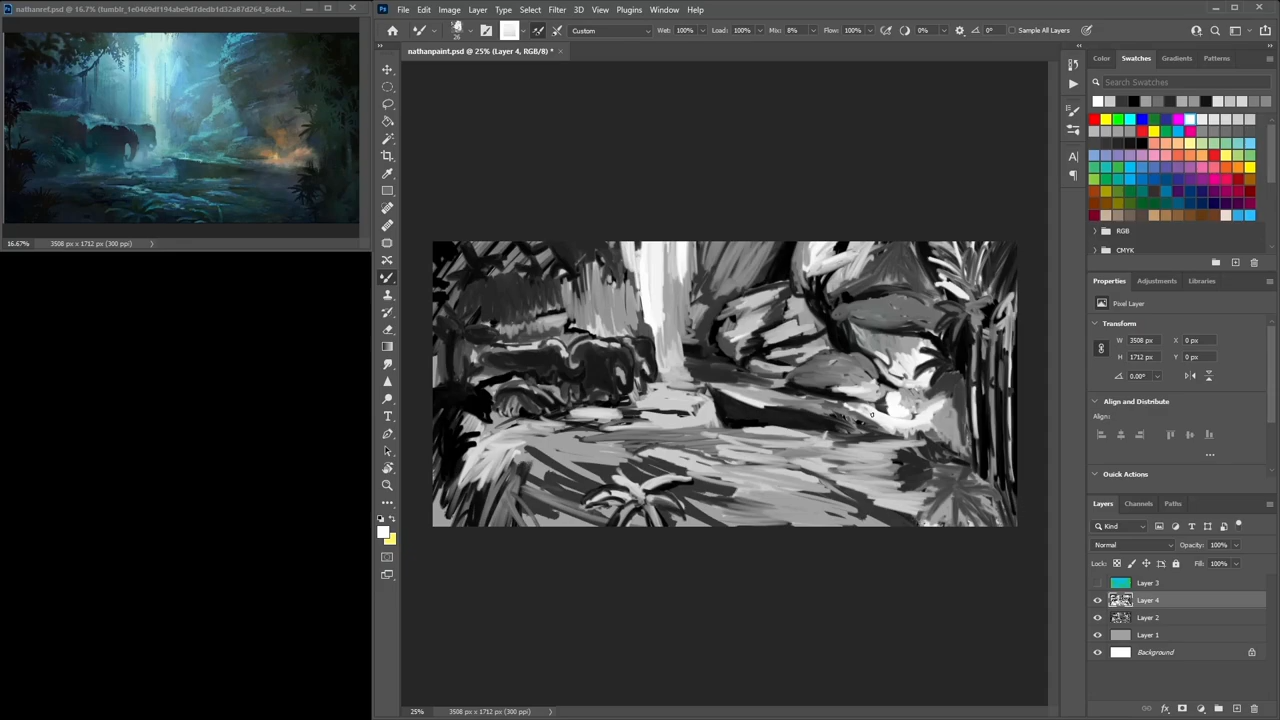 nathanref.psd @ 16.7% (tumblr_1e0469df194abe9d7dedb1d32a87d264_8ccd4...
File Edit Image Layer Type Select Filter 3D View Plugins Window Help
26 Custom Wet: 100% Load: 100% Mix: 8% Flow: 100% 0% 0° Sample All Layers
nathanpaint.psd @ 25% (Layer 4, RGB/8) *
Color Swatches Gradients Patterns
Search Swatches
RGB
CMYK
16.67% 3508 px x 1712 px (300 ppi)
Properties Adjustments Libraries
Pixel Layer
Transform
W 3508 px X 0 px
H 1712 px Y 0 px
0.00°
Align and Distribute
Align:
Quick Actions
Layers Channels Paths
Kind
Normal Opacity: 100%
Lock: Fill: 100%
Layer 3
Layer 4
Layer 2
Layer 1
Background
25% 3508 px x 1712 px (300 ppi)